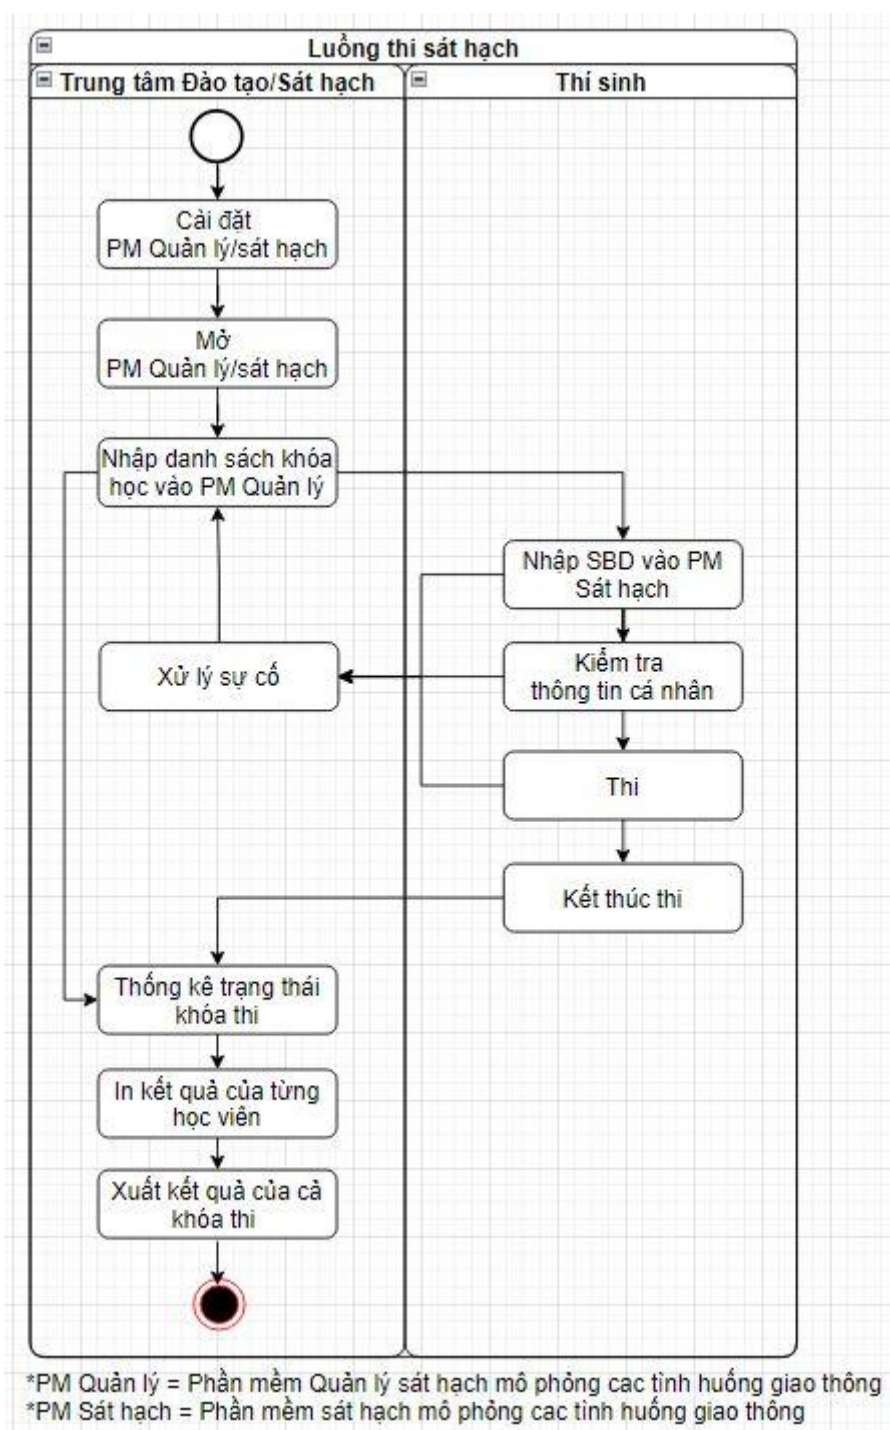 Luồng thi sát hạch
Trung tâm Đào tạo/Sát hạch
Thí sinh
Cài đặt
PM Quản lý/sát hạch
Mở
PM Quản lý/sát hạch
Nhập danh sách khóa
học vào PM Quản lý
Nhập SBD vào PM
Sát hạch
Xử lý sự cố
Kiểm tra
thông tin cá nhân
Thi
Kết thúc thi
Thống kê trạng thái
khóa thi
In kết quả của từng
học viên
Xuất kết quả của cả
khóa thi
*PM Quản lý = Phần mềm Quản lý sát hạch mô phỏng các tình huống giao thông
*PM Sát hạch = Phần mềm sát hạch mô phỏng các tình huống giao thông